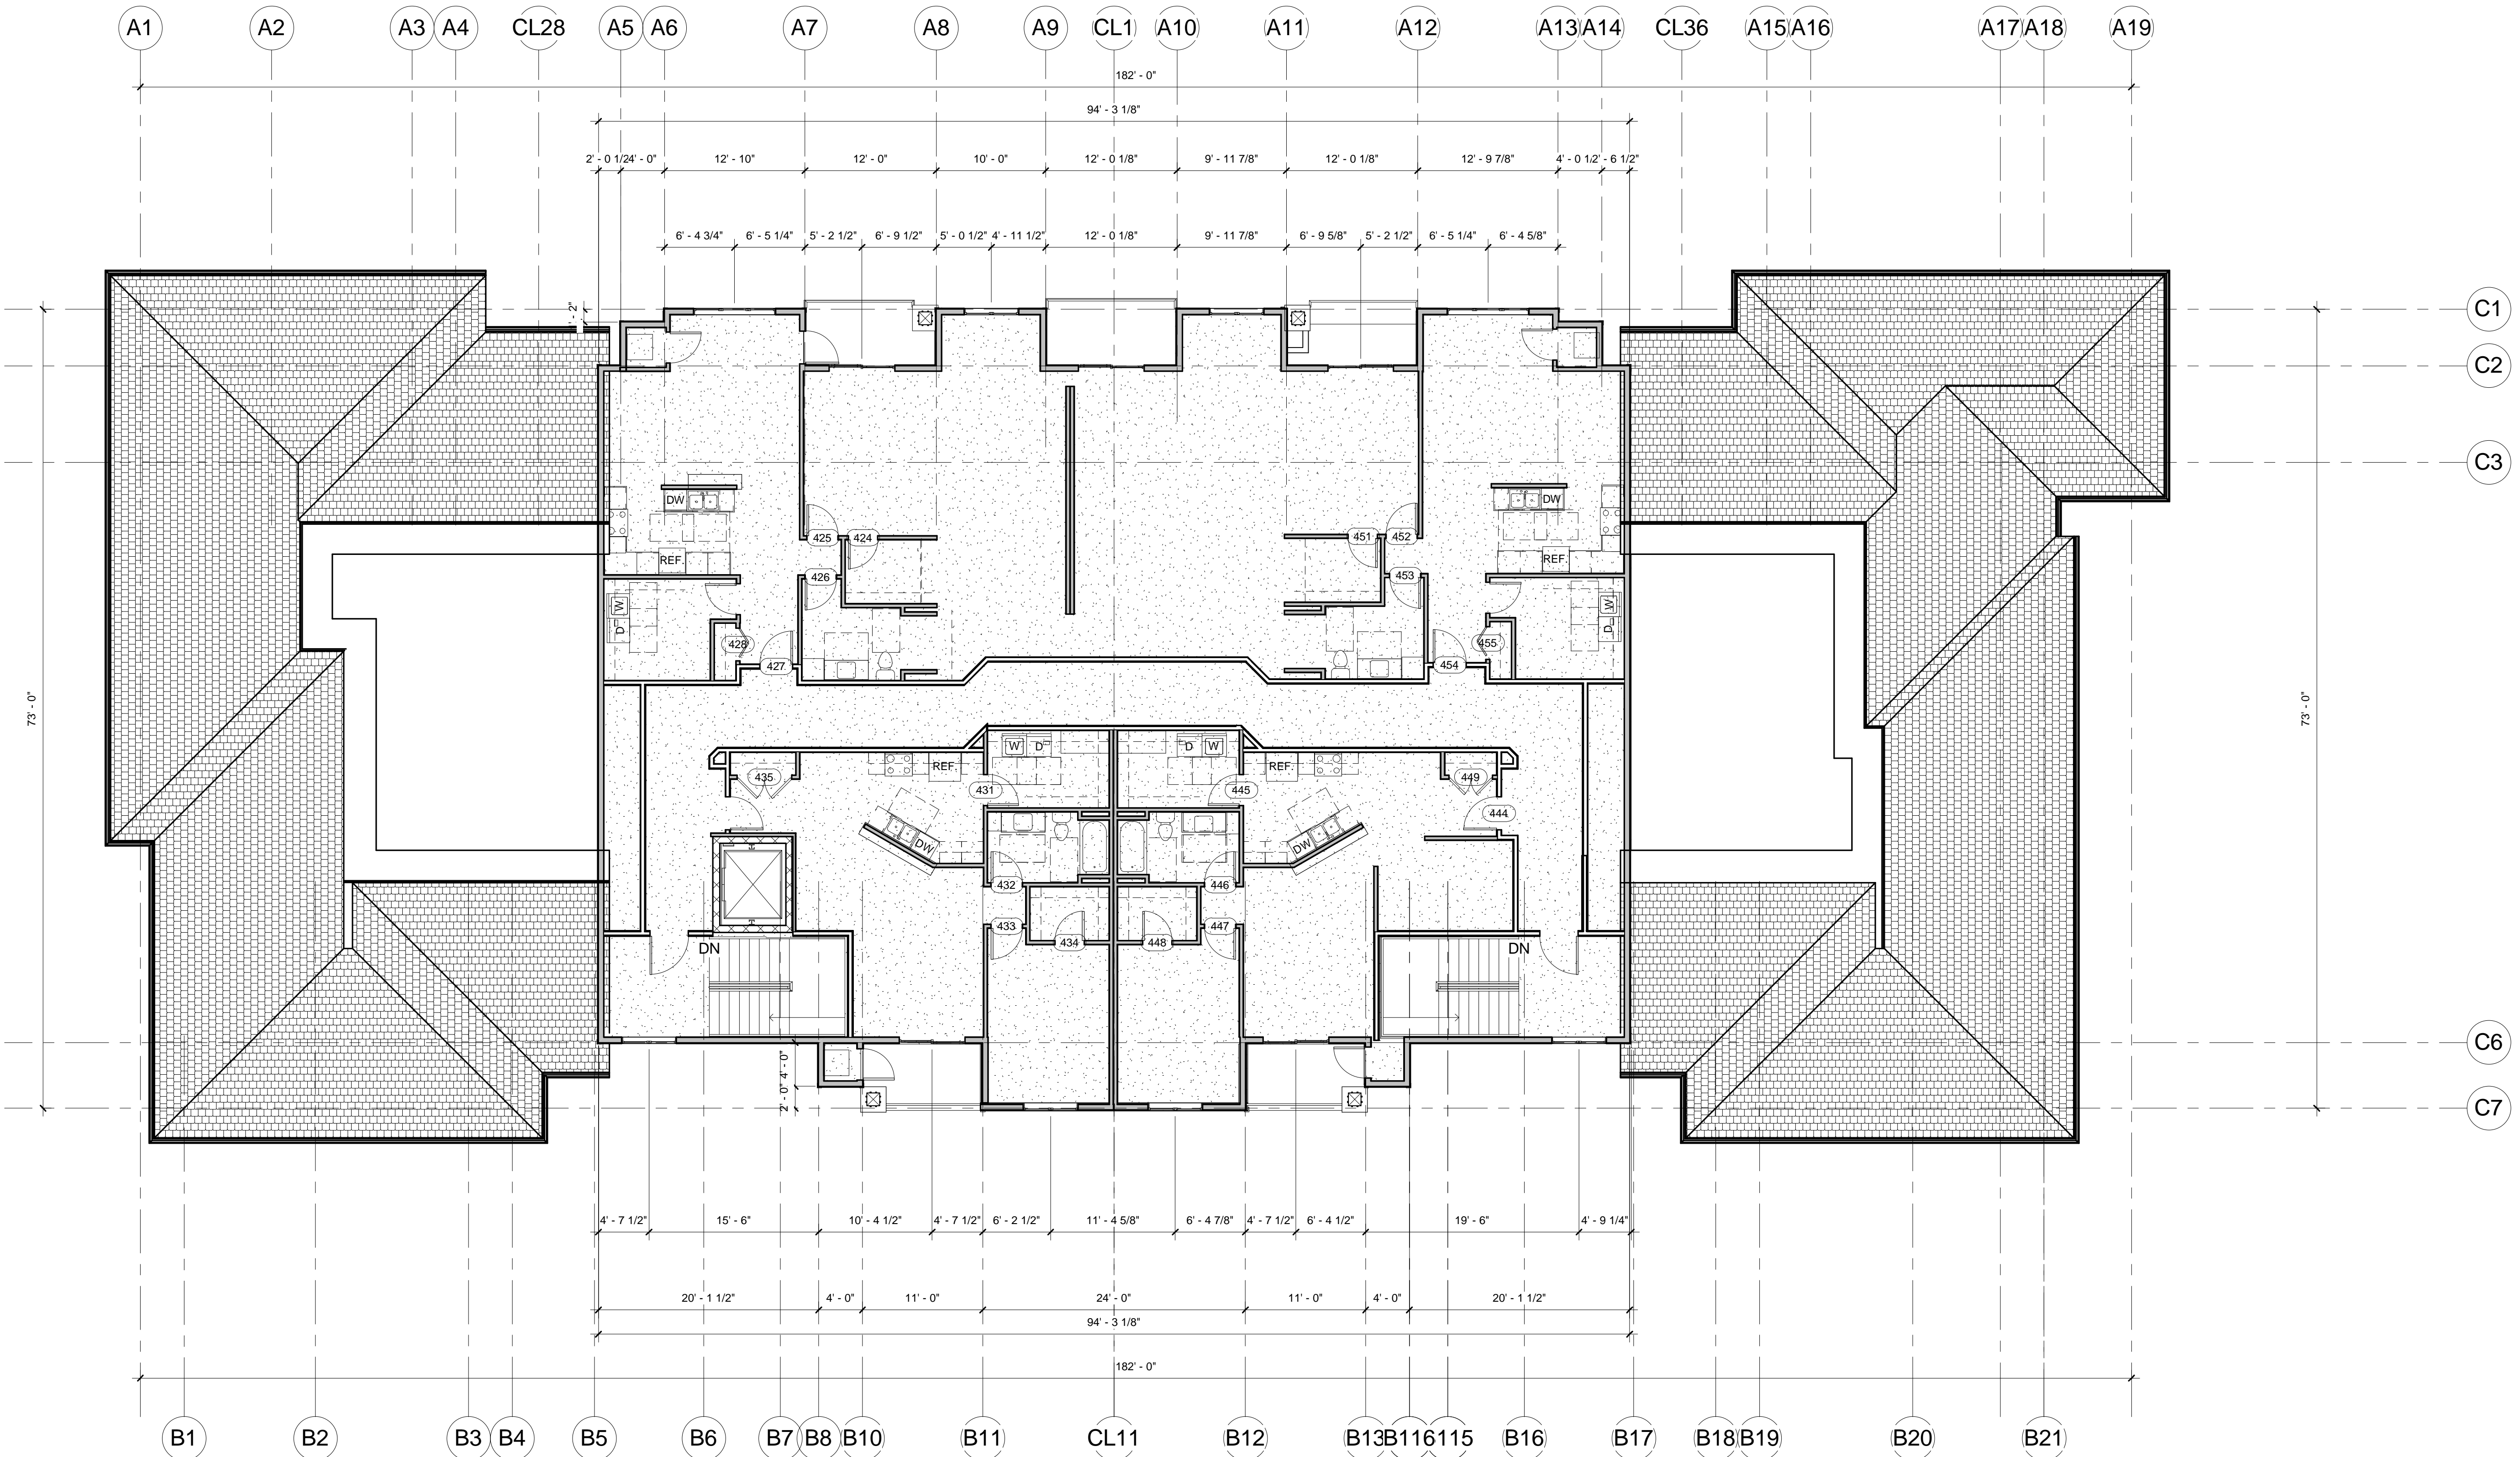 A1 A2 A3 A4 CL28 A5 A6 A7 A8 A9 CL1 A10 A11 A12 A13 A14 CL36 A15 A16 A17 A18 A19
182' - 0"
94' - 3 1/8"
2' - 0 1/2 4' - 0" 12' - 10" 12' - 0" 10' - 0" 12' - 0 1/8" 9' - 11 7/8" 12' - 0 1/8" 12' - 9 7/8" 4' - 0 1/2' - 6 1/2"
6' - 4 3/4" 6' - 5 1/4" 5' - 2 1/2" 6' - 9 1/2" 5' - 0 1/2" 4' - 11 1/2" 12' - 0 1/8" 9' - 11 7/8" 6' - 9 5/8" 5' - 2 1/2" 6' - 5 1/4" 6' - 4 5/8"
' - 2"
C1
C2
C3
DW DW
425 424 451 452
REF. REF.
426 453
W W
D D
428 455
427 454
73' - 0" 73' - 0"
W D D W
REF. REF.
435 449
431 445
444
DW DW
432 446
433 447
434 448
DN DN
C6
4' - 0"
2' - 0"
C7
4' - 7 1/2" 15' - 6" 10' - 4 1/2" 4' - 7 1/2" 6' - 2 1/2" 11' - 4 5/8" 6' - 4 7/8" 4' - 7 1/2" 6' - 4 1/2" 19' - 6" 4' - 9 1/4"
20' - 1 1/2" 4' - 0" 11' - 0" 24' - 0" 11' - 0" 4' - 0" 20' - 1 1/2"
94' - 3 1/8"
182' - 0"
B1 B2 B3 B4 B5 B6 B7 B8 B10 B11 CL11 B12 B13 B116 115 B16 B17 B18 B19 B20 B21